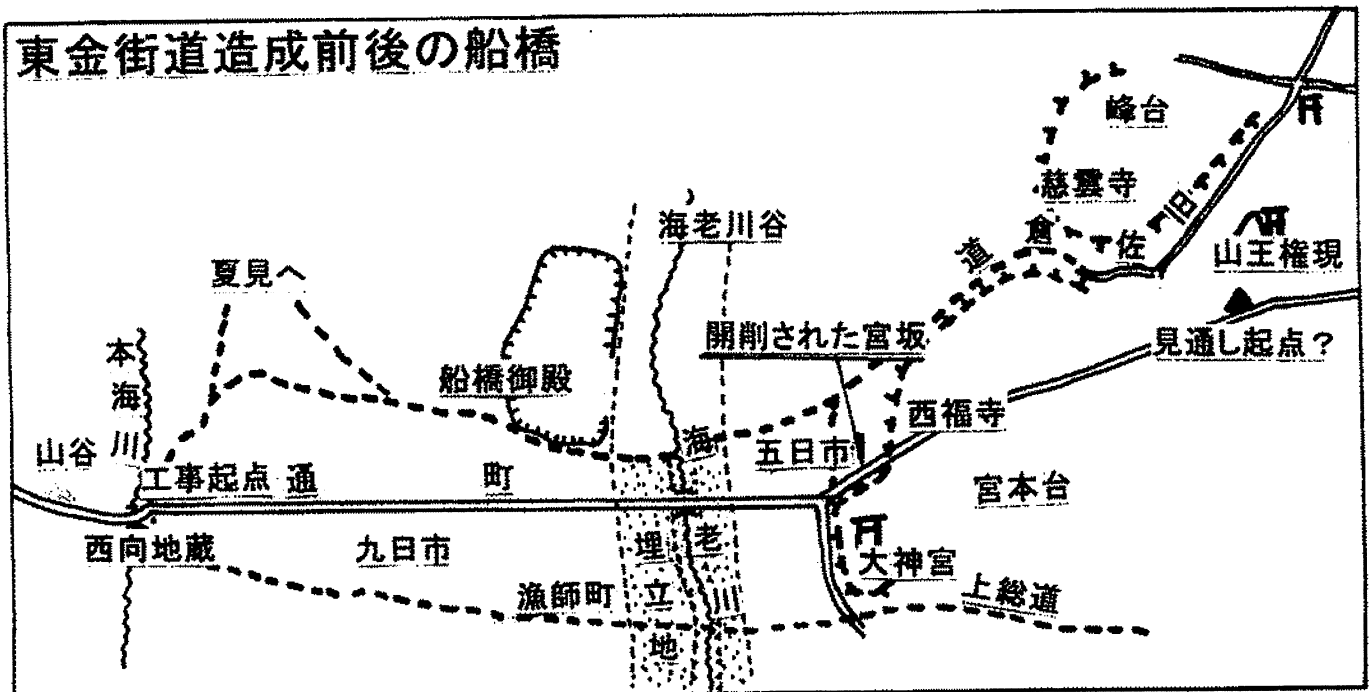 東金街道造成前後の船橋
峰台
慈雲寺
旧佐倉道
海老川谷
山王権現
夏見へ
開削された宮坂
見通し起点?
本海川
船橋御殿
西福寺
山谷
工事起点
通町
五日市
海老川
宮本台
西向地蔵
九日市
埋立地
大神宮
漁師町
上総道